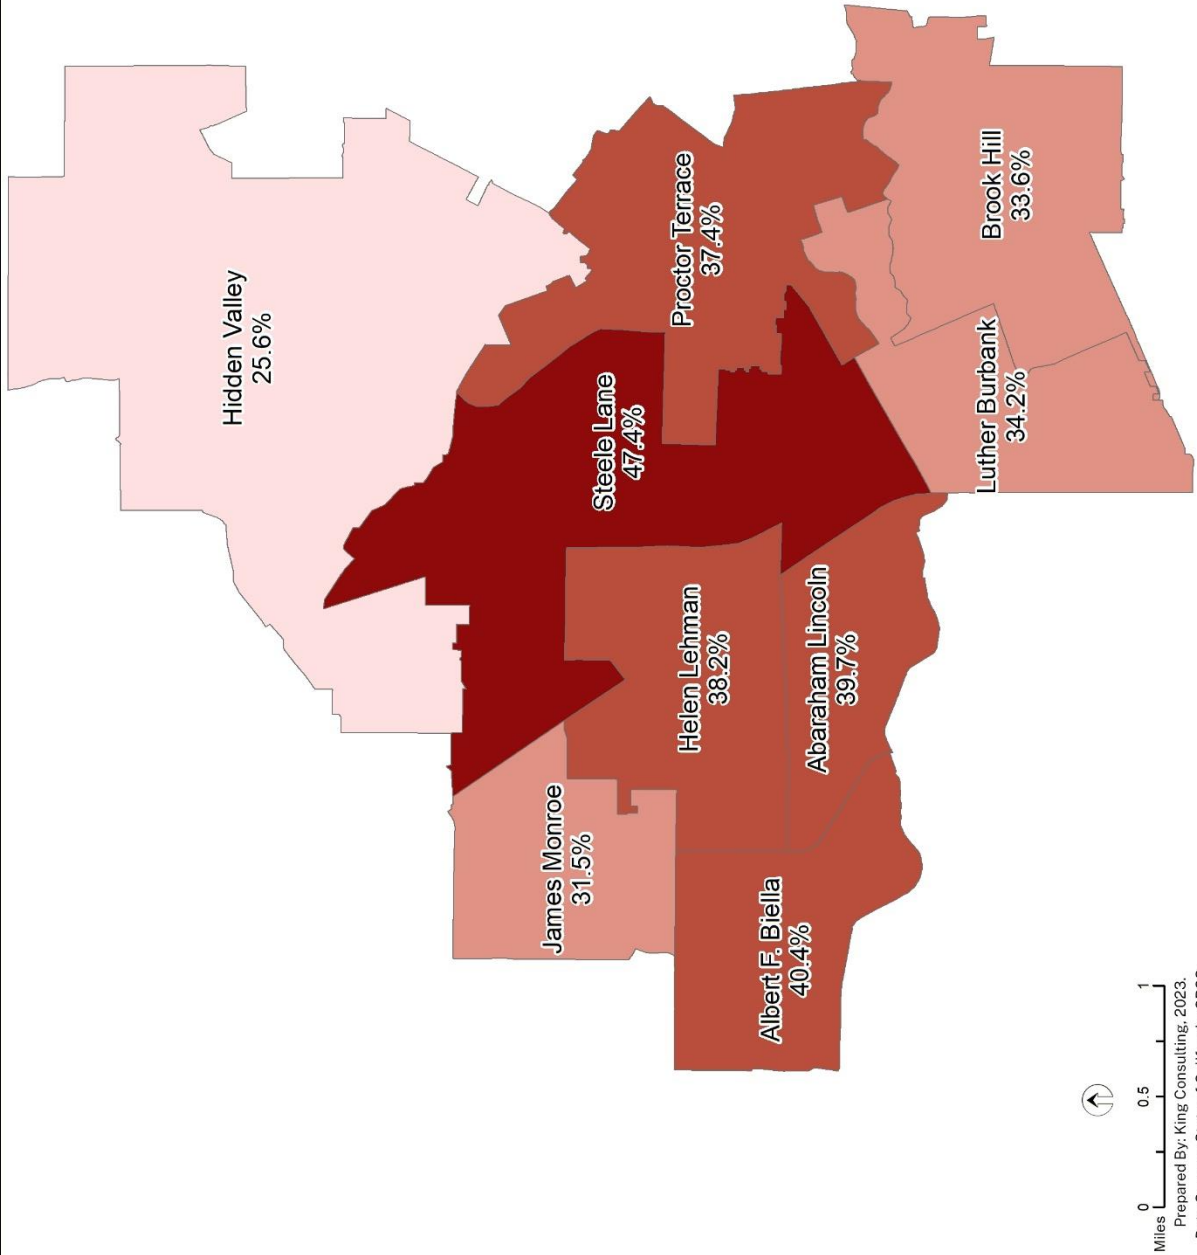 Hidden Valley
25.6%
Steele Lane
47.4%
Proctor Terrace
37.4%
James Monroe
31.5%
Helen Lehman
38.2%
Abaraham Lincoln
39.7%
Albert F. Biella
40.4%
Luther Burbank
34.2%
Brook Hill
33.6%
0 0.5 1
Miles
Prepared By: King Consulting, 2023.